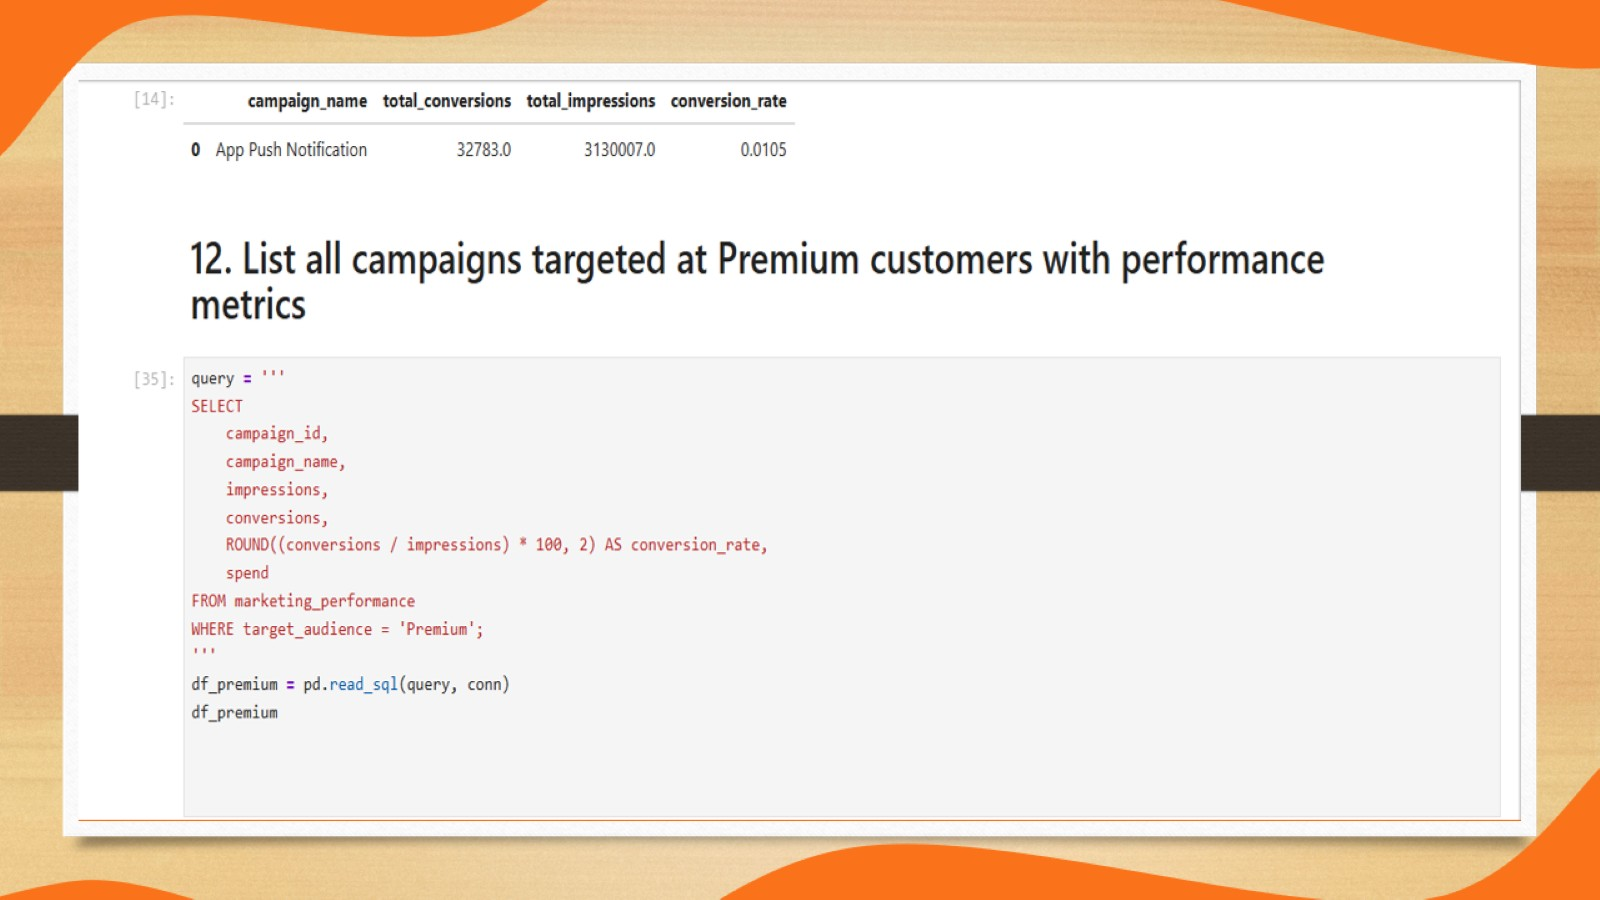 [14]:
campaign_name total_conversions total_impressions conversion_rate
0 App Push Notification 32783.0 3130007.0 0.0105
12. List all campaigns targeted at Premium customers with performance
metrics
[35]: query = '''
SELECT
    campaign_id,
    campaign_name,
    impressions,
    conversions,
    ROUND((conversions / impressions) * 100, 2) AS conversion_rate,
    spend
FROM marketing_performance
WHERE target_audience = 'Premium';
'''
df_premium = pd.read_sql(query, conn)
df_premium